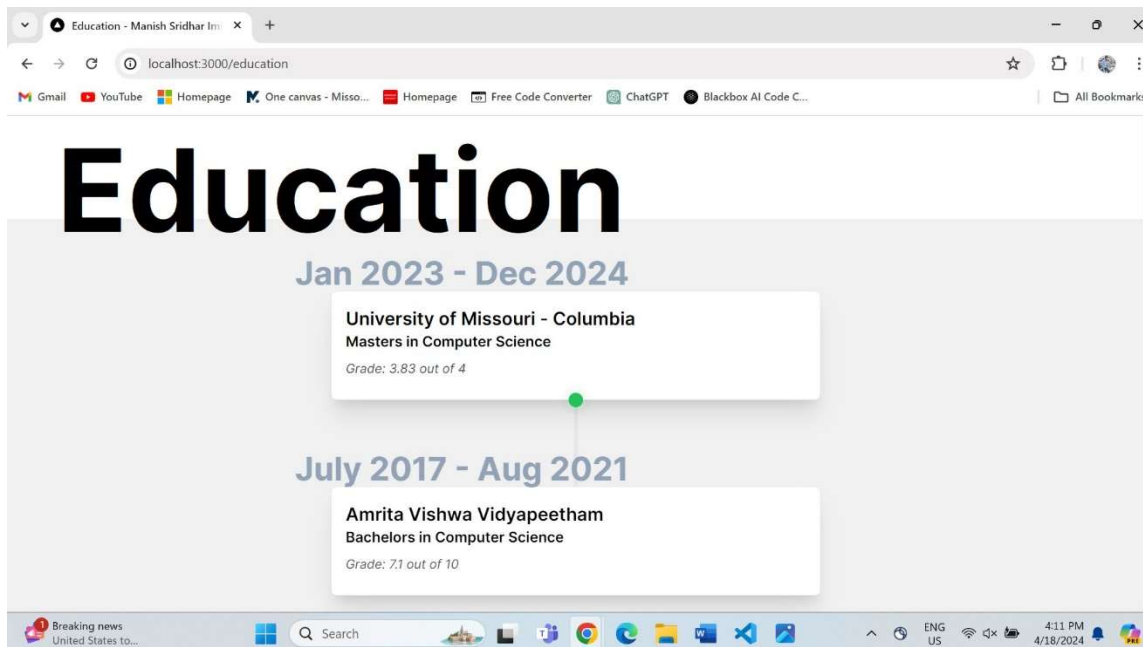 Education - Manish Sridhar Im
localhost:3000/education
Gmail YouTube Homepage One canvas - Misso... Homepage Free Code Converter ChatGPT Blackbox AI Code C... All Bookmarks
Education
Jan 2023 - Dec 2024
University of Missouri - Columbia
Masters in Computer Science
Grade: 3.83 out of 4
July 2017 - Aug 2021
Amrita Vishwa Vidyapeetham
Bachelors in Computer Science
Grade: 7.1 out of 10
Breaking news
United States to...
Search
ENG
US
4:11 PM
4/18/2024
PRE